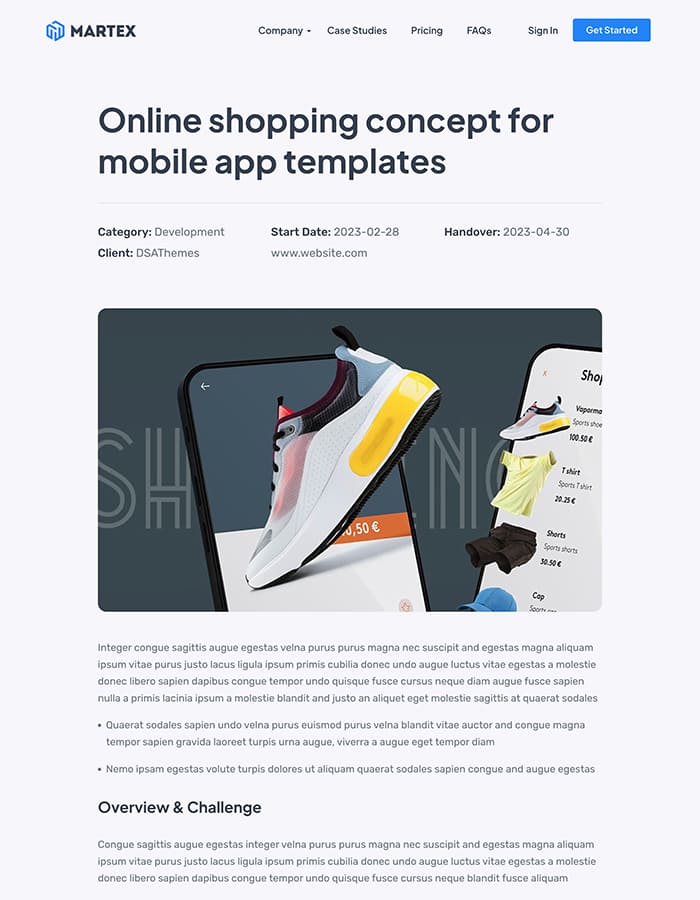 MARTEX
Company Case Studies Pricing FAQs Sign In Get Started
Online shopping concept for
mobile app templates
Category: Development Start Date: 2023-02-28 Handover: 2023-04-30
Client: DSAThemes www.website.com
Shop
Sports shoe
100.50 €
T shirt
Sports T shirt
20.25 €
Shorts
Sports shorts
30.50 €
Cap
Integer congue sagittis augue egestas velna purus purus magna nec suscipit and egestas magna aliquam
ipsum vitae purus justo lacus ligula ipsum primis cubilia donec undo augue luctus vitae egestas a molestie
donec libero sapien dapibus congue tempor undo quisque fusce cursus neque diam augue fusce sapien
nulla a primis lacinia ipsum a molestie blandit and justo an aliquet eget molestie sagittis at quaerat sodales
• Quaerat sodales sapien undo velna purus euismod purus velna blandit vitae auctor and congue magna
tempor sapien gravida laoreet turpis urna augue, viverra a augue eget tempor diam
• Nemo ipsam egestas volute turpis dolores ut aliquam quaerat sodales sapien congue and augue egestas
Overview & Challenge
Congue sagittis augue egestas integer velna purus purus magna nec suscipit and egestas magna aliquam
ipsum vitae purus justo lacus ligula ipsum primis cubilia donec undo augue luctus vitae egestas a molestie
donec libero sapien dapibus congue tempor undo quisque fusce cursus neque blandit fusce aliquam